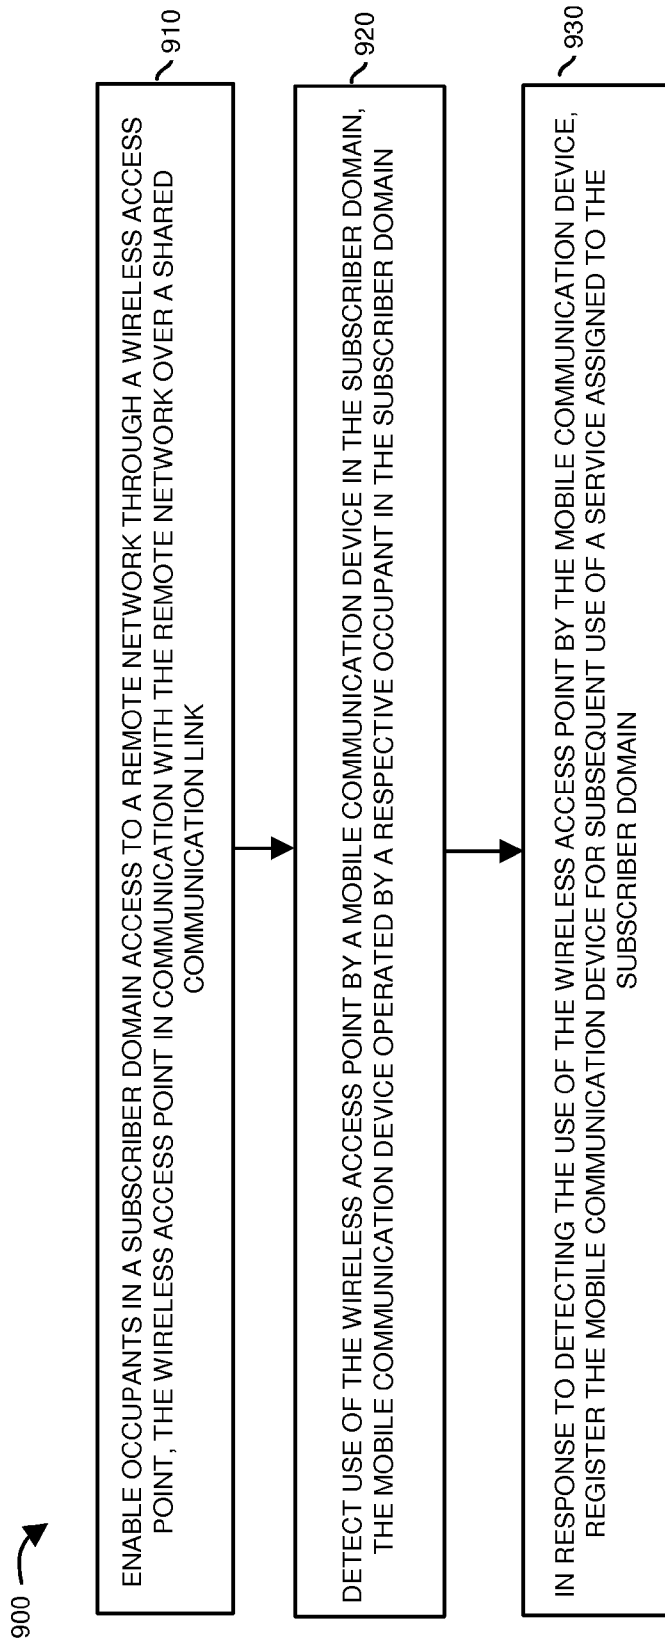 900
910
ENABLE OCCUPANTS IN A SUBSCRIBER DOMAIN ACCESS TO A REMOTE NETWORK THROUGH A WIRELESS ACCESS
POINT, THE WIRELESS ACCESS POINT IN COMMUNICATION WITH THE REMOTE NETWORK OVER A SHARED
COMMUNICATION LINK
920
DETECT USE OF THE WIRELESS ACCESS POINT BY A MOBILE COMMUNICATION DEVICE IN THE SUBSCRIBER DOMAIN,
THE MOBILE COMMUNICATION DEVICE OPERATED BY A RESPECTIVE OCCUPANT IN THE SUBSCRIBER DOMAIN
930
IN RESPONSE TO DETECTING THE USE OF THE WIRELESS ACCESS POINT BY THE MOBILE COMMUNICATION DEVICE,
REGISTER THE MOBILE COMMUNICATION DEVICE FOR SUBSEQUENT USE OF A SERVICE ASSIGNED TO THE
SUBSCRIBER DOMAIN